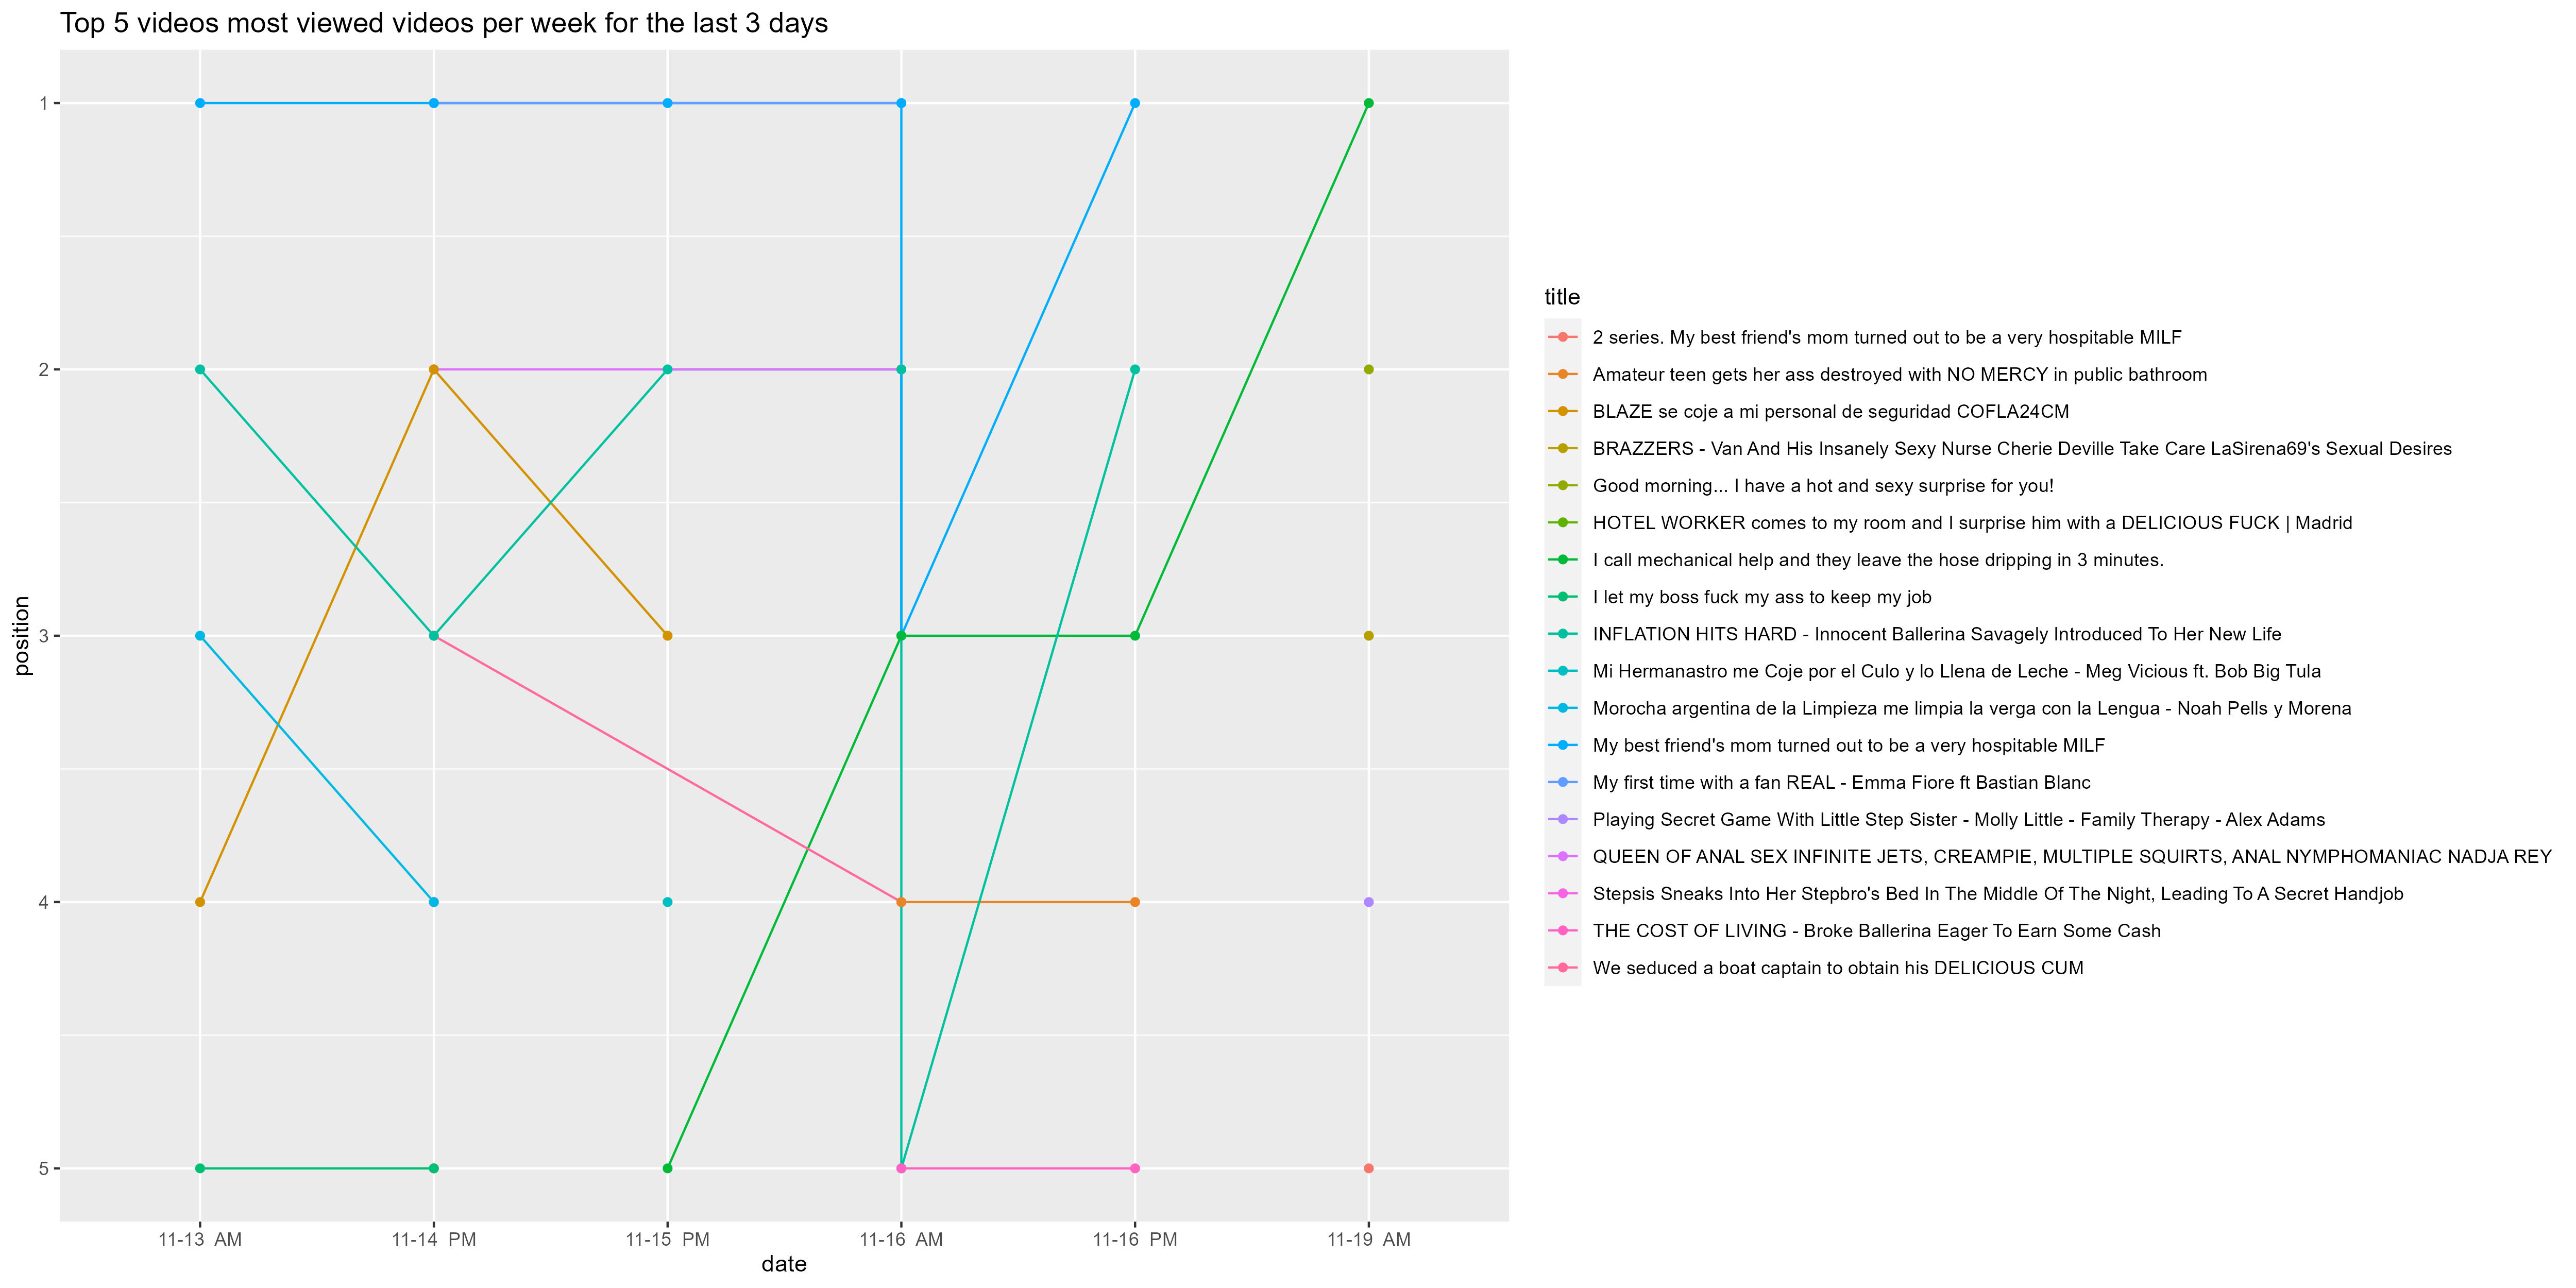 Top 5 videos most viewed videos per week for the last 3 days
position
1
2
3
4
5
11-13 AM
11-14 PM
11-15 PM
11-16 AM
11-16 PM
11-19 AM
date
title
2 series. My best friend's mom turned out to be a very hospitable MILF
Amateur teen gets her ass destroyed with NO MERCY in public bathroom
BLAZE se coje a mi personal de seguridad COFLA24CM
BRAZZERS - Van And His Insanely Sexy Nurse Cherie Deville Take Care LaSirena69's Sexual Desires
Good morning... I have a hot and sexy surprise for you!
HOTEL WORKER comes to my room and I surprise him with a DELICIOUS FUCK | Madrid
I call mechanical help and they leave the hose dripping in 3 minutes.
I let my boss fuck my ass to keep my job
INFLATION HITS HARD - Innocent Ballerina Savagely Introduced To Her New Life
Mi Hermanastro me Coje por el Culo y lo Llena de Leche - Meg Vicious ft. Bob Big Tula
Morocha argentina de la Limpieza me limpia la verga con la Lengua - Noah Pells y Morena
My best friend's mom turned out to be a very hospitable MILF
My first time with a fan REAL - Emma Fiore ft Bastian Blanc
Playing Secret Game With Little Step Sister - Molly Little - Family Therapy - Alex Adams
QUEEN OF ANAL SEX INFINITE JETS, CREAMPIE, MULTIPLE SQUIRTS, ANAL NYMPHOMANIAC NADJA REY
Stepsis Sneaks Into Her Stepbro's Bed In The Middle Of The Night, Leading To A Secret Handjob
THE COST OF LIVING - Broke Ballerina Eager To Earn Some Cash
We seduced a boat captain to obtain his DELICIOUS CUM